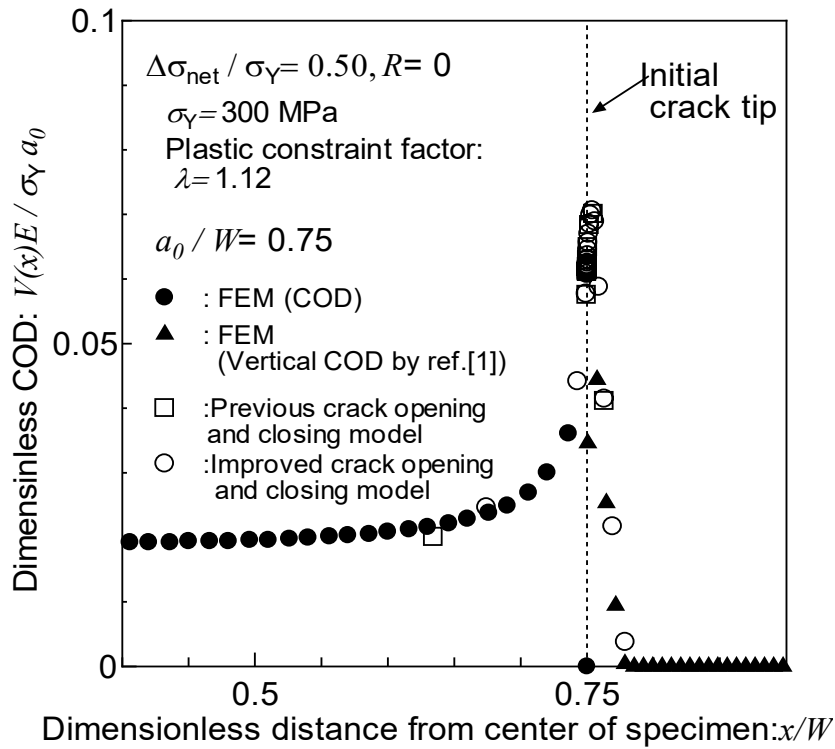 0.1
Δσnet / σY= 0.50, R= 0
Initial
crack tip
σY= 300 MPa
Plastic constraint factor:
λ= 1.12
a0 / W= 0.75
: FEM (COD)
: FEM
(Vertical COD by ref.[1])
:Previous crack opening
and closing model
:Improved crack opening
and closing model
0.05
0
0.5
0.75
Dimensinless COD: V(x)E / σY a0
Dimensionless distance from center of specimen:x/W